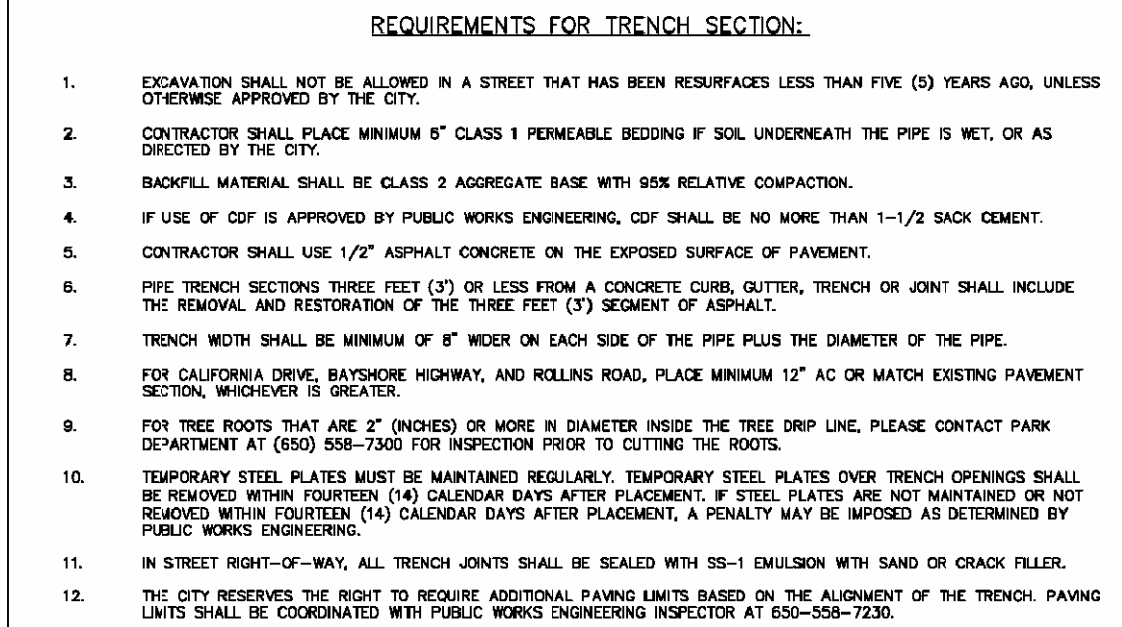 REQUIREMENTS FOR TRENCH SECTION:
1. EXCAVATION SHALL NOT BE ALLOWED IN A STREET THAT HAS BEEN RESURFACES LESS THAN FIVE (5) YEARS AGO, UNLESS
OTHERWISE APPROVED BY THE CITY.
2. CONTRACTOR SHALL PLACE MINIMUM 6" CLASS 1 PERMEABLE BEDDING IF SOIL UNDERNEATH THE PIPE IS WET, OR AS
DIRECTED BY THE CITY.
3. BACKFILL MATERIAL SHALL BE CLASS 2 AGGREGATE BASE WITH 95% RELATIVE COMPACTION.
4. IF USE OF CDF IS APPROVED BY PUBLIC WORKS ENGINEERING, CDF SHALL BE NO MORE THAN 1-1/2 SACK CEMENT.
5. CONTRACTOR SHALL USE 1/2" ASPHALT CONCRETE ON THE EXPOSED SURFACE OF PAVEMENT.
6. PIPE TRENCH SECTIONS THREE FEET (3') OR LESS FROM A CONCRETE CURB, GUTTER, TRENCH OR JOINT SHALL INCLUDE
THE REMOVAL AND RESTORATION OF THE THREE FEET (3') SEGMENT OF ASPHALT.
7. TRENCH WIDTH SHALL BE MINIMUM OF 8" WIDER ON EACH SIDE OF THE PIPE PLUS THE DIAMETER OF THE PIPE.
8. FOR CALIFORNIA DRIVE, BAYSHORE HIGHWAY, AND ROLLINS ROAD, PLACE MINIMUM 12" AC OR MATCH EXISTING PAVEMENT
SECTION, WHICHEVER IS GREATER.
9. FOR TREE ROOTS THAT ARE 2" (INCHES) OR MORE IN DIAMETER INSIDE THE TREE DRIP LINE, PLEASE CONTACT PARK
DEPARTMENT AT (650) 558-7300 FOR INSPECTION PRIOR TO CUTTING THE ROOTS.
10. TEMPORARY STEEL PLATES MUST BE MAINTAINED REGULARLY. TEMPORARY STEEL PLATES OVER TRENCH OPENINGS SHALL
BE REMOVED WITHIN FOURTEEN (14) CALENDAR DAYS AFTER PLACEMENT. IF STEEL PLATES ARE NOT MAINTAINED OR NOT
REMOVED WITHIN FOURTEEN (14) CALENDAR DAYS AFTER PLACEMENT, A PENALTY MAY BE IMPOSED AS DETERMINED BY
PUBLIC WORKS ENGINEERING.
11. IN STREET RIGHT-OF-WAY, ALL TRENCH JOINTS SHALL BE SEALED WITH SS-1 EMULSION WITH SAND OR CRACK FILLER.
12. THE CITY RESERVES THE RIGHT TO REQUIRE ADDITIONAL PAVING LIMITS BASED ON THE ALIGNMENT OF THE TRENCH. PAVING
LIMITS SHALL BE COORDINATED WITH PUBLIC WORKS ENGINEERING INSPECTOR AT 650-558-7230.